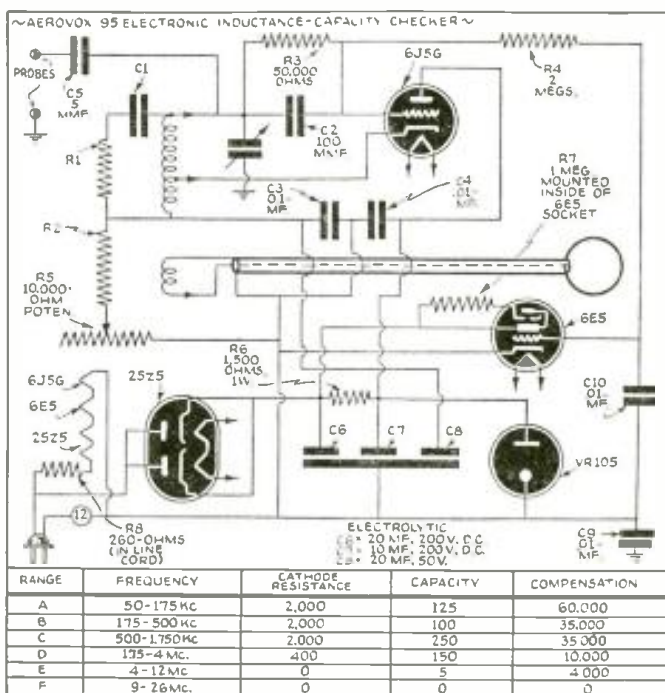 ~AEROVOX 95 ELECTRONIC INDUCTANCE-CAPALITY CHECKER~
PROBES
C5
5
MMF
C1
R3
50,000
OHMS
6J5G
R4
2
MEGS.
R1
C2
100
MMF
R7
1 MEG
MOUNTED
INSIDE OF
6E5
SOCKET
C3
.01
MF
C4
.01
MF
R2
R5
10,000-
OHM
POTEN
6E5
R6
1,500
OHMS
1W
6J5G
6E5
25Z5
25Z5
C10
.01
MF
C6
C7
C8
VR105
12
R8
260-OHMS
(IN LINE
CORD)
ELECTROLYTIC
= 20 MF, 200V, D.C.
= 10 MF, 200V, D.C.
= 20 MF, 50V.
C9
.01
MF
RANGE FREQUENCY CATHODE RESISTANCE CAPACITY COMPENSATION
A 50-175 KC 2,000 125 60,000
B 175-500 KC 2,000 100 35,000
C 500-1,750 KC 2,000 250 35,000
D 175-4 MC. 400 150 10,000
E 4-12 MC 0 5 4,000
F 9-26 MC. 0 0 0